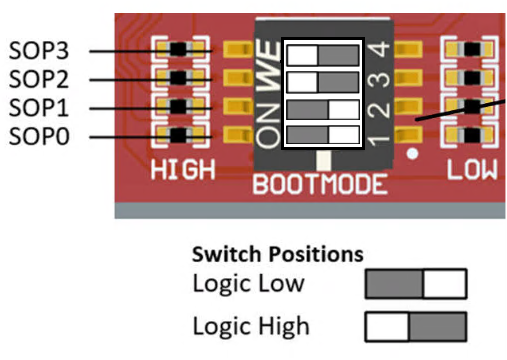 SOP3
SOP2
SOP1
SOP0
ON WE
4
3
2
1
HIGH
BOOTMODE
LOW
Switch Positions
Logic Low
Logic High